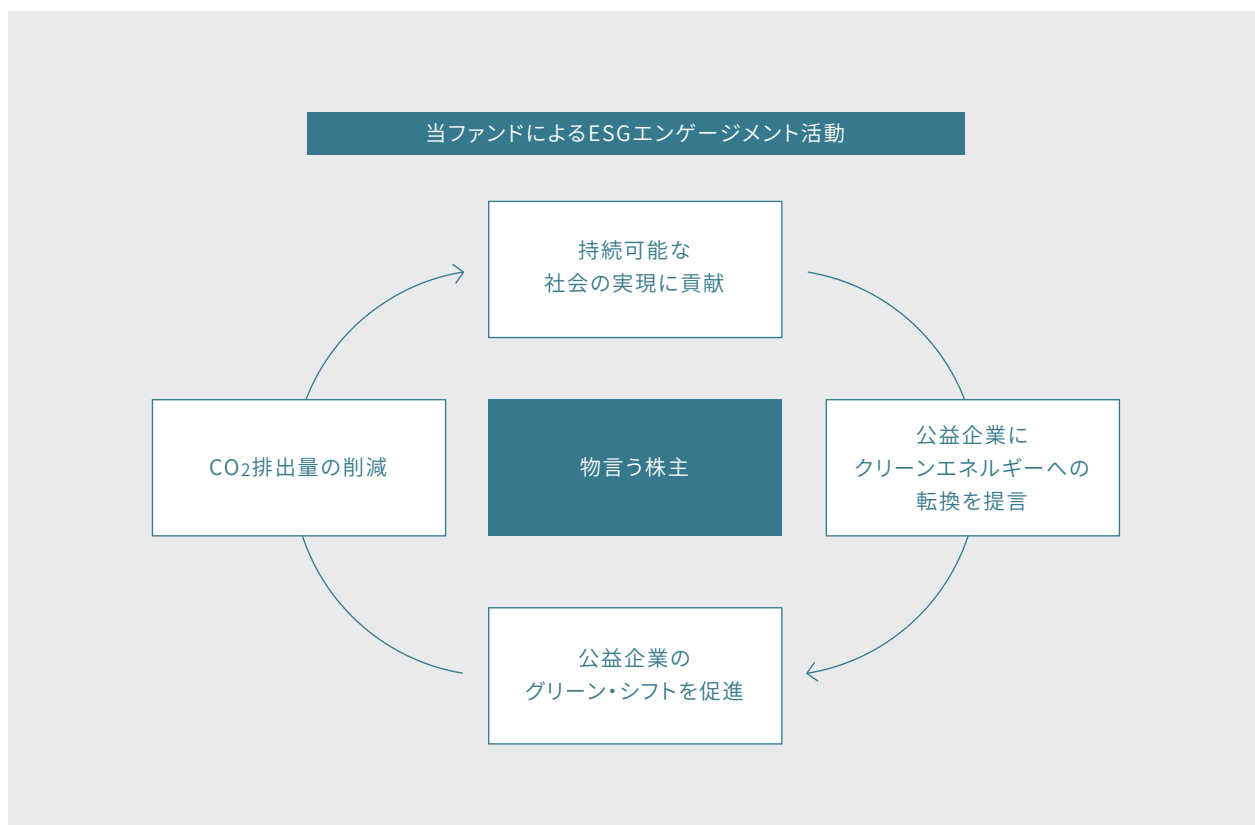 当ファンドによるESGエンゲージメント活動
持続可能な
社会の実現に貢献
CO2排出量の削減
物言う株主
公益企業に
クリーンエネルギーへの
転換を提言
公益企業の
グリーン・シフトを促進